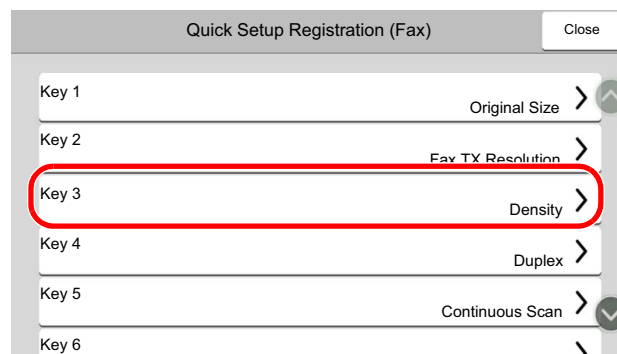 Quick Setup Registration (Fax)
Close
Key 1
Original Size
Key 2
Fax TX Resolution
Key 3
Density
Key 4
Duplex
Key 5
Continuous Scan
Key 6